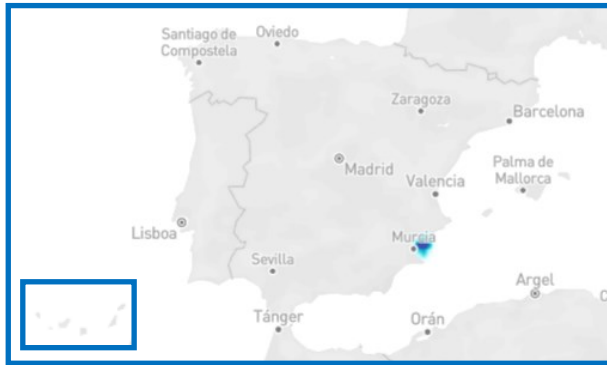 Santiago de
Compostela
Oviedo
Zaragoza
Barcelona
Madrid
Palma de
Mallorca
Valencia
Lisboa
Murcia
Sevilla
Argel
Tánger
Orán